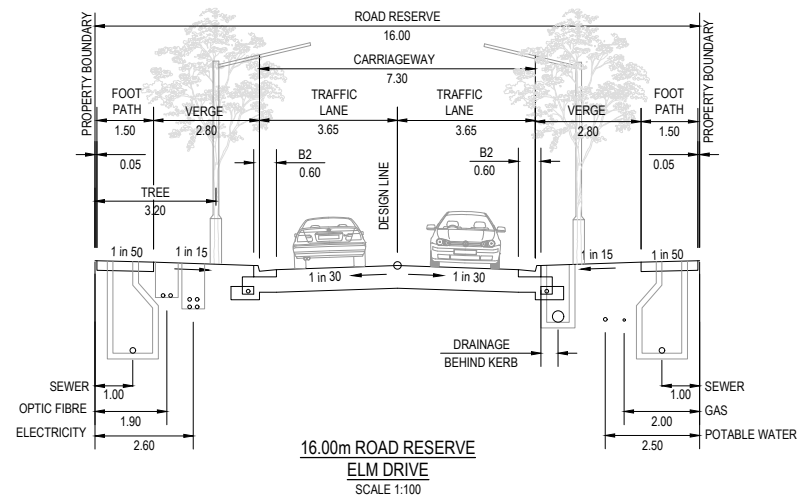 ROAD RESERVE
16.00
CARRIAGEWAY
7.30
PROPERTY BOUNDARY
FOOT
PATH
1.50
VERGE
2.80
TRAFFIC
LANE
3.65
TRAFFIC
LANE
3.65
VERGE
2.80
FOOT
PATH
1.50
PROPERTY BOUNDARY
0.05
B2
0.60
DESIGN LINE
B2
0.60
0.05
TREE
3.20
1 in 50
1 in 15
1 in 30
1 in 30
1 in 15
1 in 50
DRAINAGE
BEHIND KERB
SEWER
1.00
OPTIC FIBRE
1.90
ELECTRICITY
2.60
SEWER
1.00
GAS
2.00
POTABLE WATER
2.50
16.00m ROAD RESERVE
ELM DRIVE
SCALE 1:100